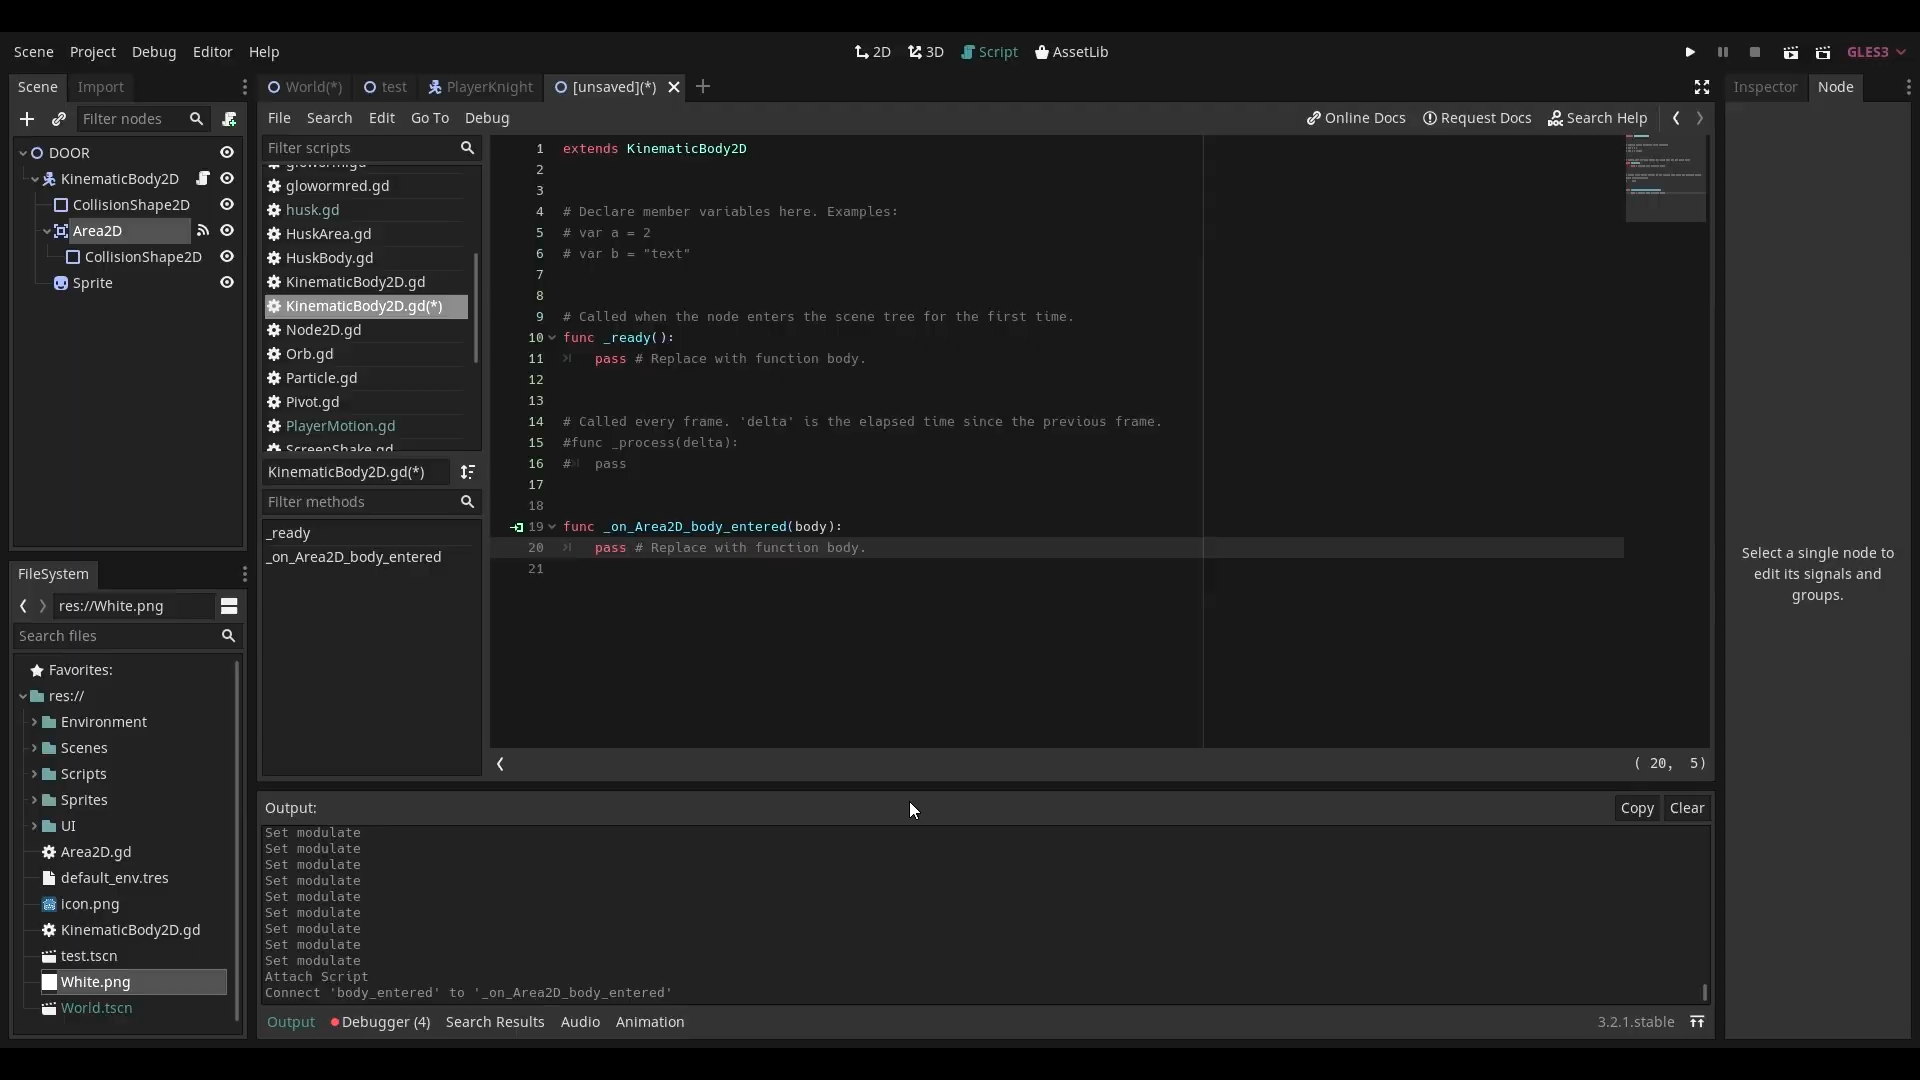 Scene Project Debug Editor Help
2D 3D Script AssetLib
GLES3
Scene Import
Filter nodes
DOOR
KinematicBody2D
CollisionShape2D
Area2D
CollisionShape2D
Sprite
FileSystem
res://White.png
Search files
Favorites:
res://
Environment
Scenes
Scripts
Sprites
UI
Area2D.gd
default_env.tres
icon.png
KinematicBody2D.gd
test.tscn
White.png
World.tscn
World(*) test PlayerKnight [unsaved](*)
File Search Edit Go To Debug
Online Docs Request Docs Search Help
Filter scripts
glowworm.gd
glowormred.gd
husk.gd
HuskArea.gd
HuskBody.gd
KinematicBody2D.gd
KinematicBody2D.gd(*)
Node2D.gd
Orb.gd
Particle.gd
Pivot.gd
PlayerMotion.gd
ScreenShake.gd
KinematicBody2D.gd(*)
Filter methods
_ready
_on_Area2D_body_entered
1 extends KinematicBody2D
2
3
4 # Declare member variables here. Examples:
5 # var a = 2
6 # var b = "text"
7
8
9 # Called when the node enters the scene tree for the first time.
10 func _ready():
11 pass # Replace with function body.
12
13
14 # Called every frame. 'delta' is the elapsed time since the previous frame.
15 #func _process(delta):
16 # pass
17
18
19 func _on_Area2D_body_entered(body):
20 pass # Replace with function body.
21
( 20, 5)
Output:
Copy Clear
Set modulate
Set modulate
Set modulate
Set modulate
Set modulate
Set modulate
Set modulate
Set modulate
Set modulate
Attach Script
Connect 'body_entered' to '_on_Area2D_body_entered'
Output Debugger (4) Search Results Audio Animation
3.2.1.stable
Inspector Node
Select a single node to
edit its signals and
groups.